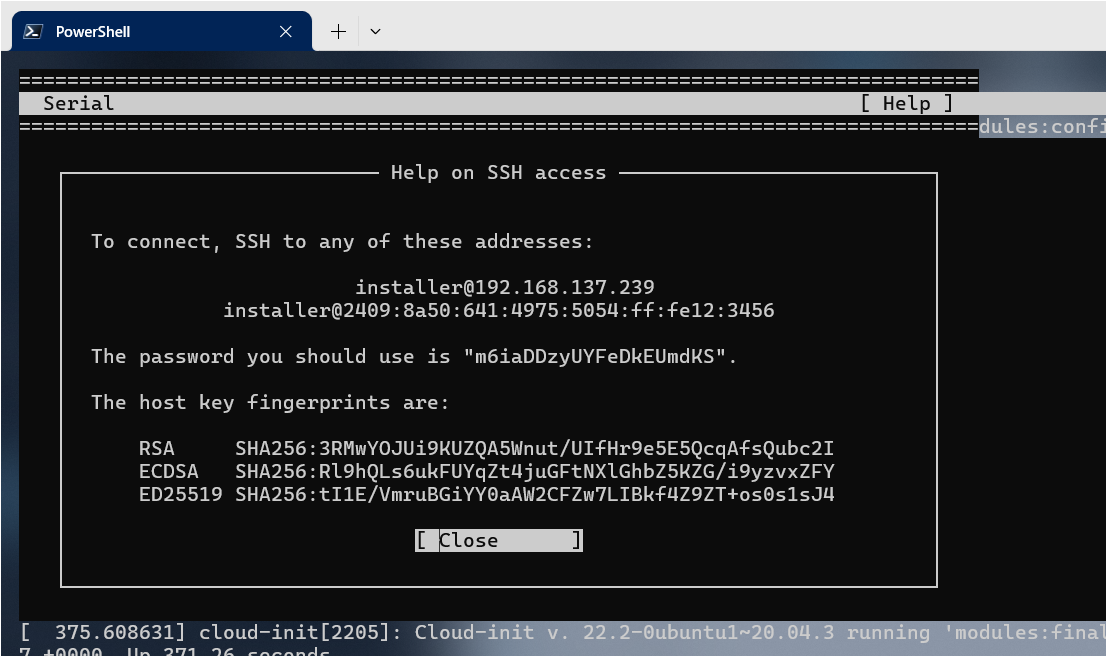 PowerShell
================================================================================
Serial [ Help ]
================================================================================dules:confi
Help on SSH access
To connect, SSH to any of these addresses:
installer@192.168.137.239
installer@2409:8a50:641:4975:5054:ff:fe12:3456
The password you should use is "m6iaDDzyUYFeDkEUmdKS".
The host key fingerprints are:
RSA SHA256:3RMwYOJUi9KUZQA5Wnut/UIfHr9e5E5QcqAfsQubc2I
ECDSA SHA256:Rl9hQLs6ukFUYqZt4juGFtNXlGhbZ5KZG/i9yzvxZFY
ED25519 SHA256:tI1E/VmruBGiYY0aAW2CFZw7LIBkf4Z9ZT+os0s1sJ4
[ Close ]
[ 375.608631] cloud-init[2205]: Cloud-init v. 22.2-0ubuntu1~20.04.3 running 'modules:final
7 +0000. Up 371.26 seconds.